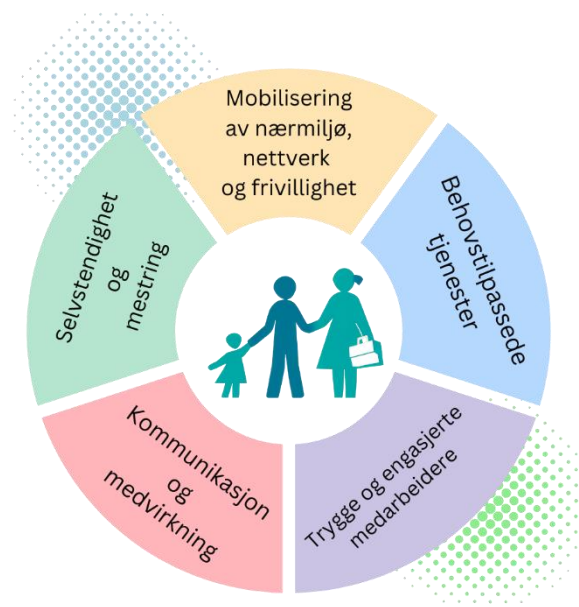 Mobilisering
av nærmiljø,
nettverk
og frivillighet
Behovstilpassede
tjenester
Trygge og engasjerte
medarbeidere
Kommunikasjon
og
medvirkning
Selvstendighet
og
mestring